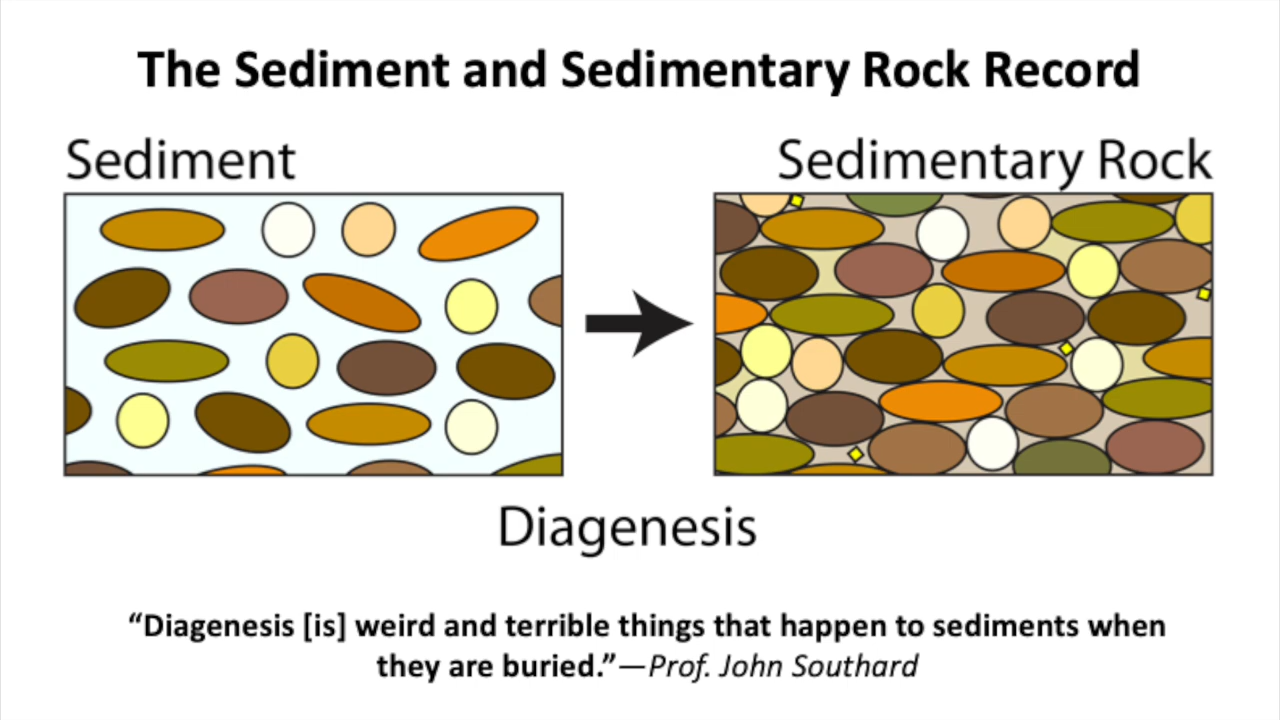 The Sediment and Sedimentary Rock Record
Sediment
Sedimentary Rock
Diagenesis
“Diagenesis [is] weird and terrible things that happen to sediments when
they are buried.”—Prof. John Southard